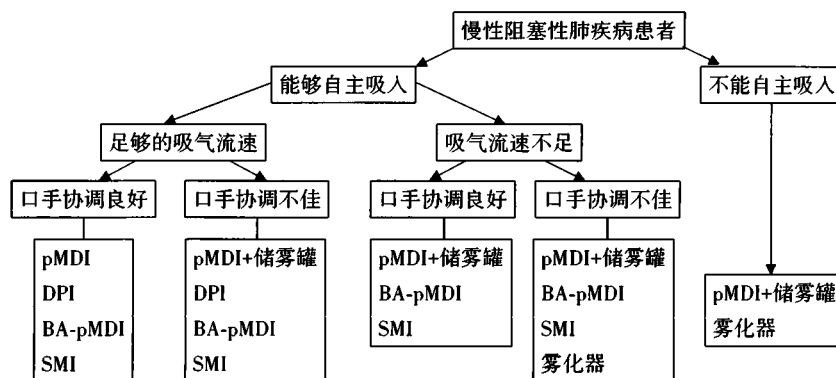 慢性阻塞性肺疾病患者
能够自主吸入
不能自主吸入
足够的吸气流速
吸气流速不足
口手协调良好
口手协调不佳
口手协调良好
口手协调不佳
pMDI
DPI
BA-pMDI
SMI
pMDI+储雾罐
DPI
BA-pMDI
SMI
pMDI+储雾罐
BA-pMDI
SMI
pMDI+储雾罐
BA-pMDI
SMI
雾化器
pMDI+储雾罐
雾化器